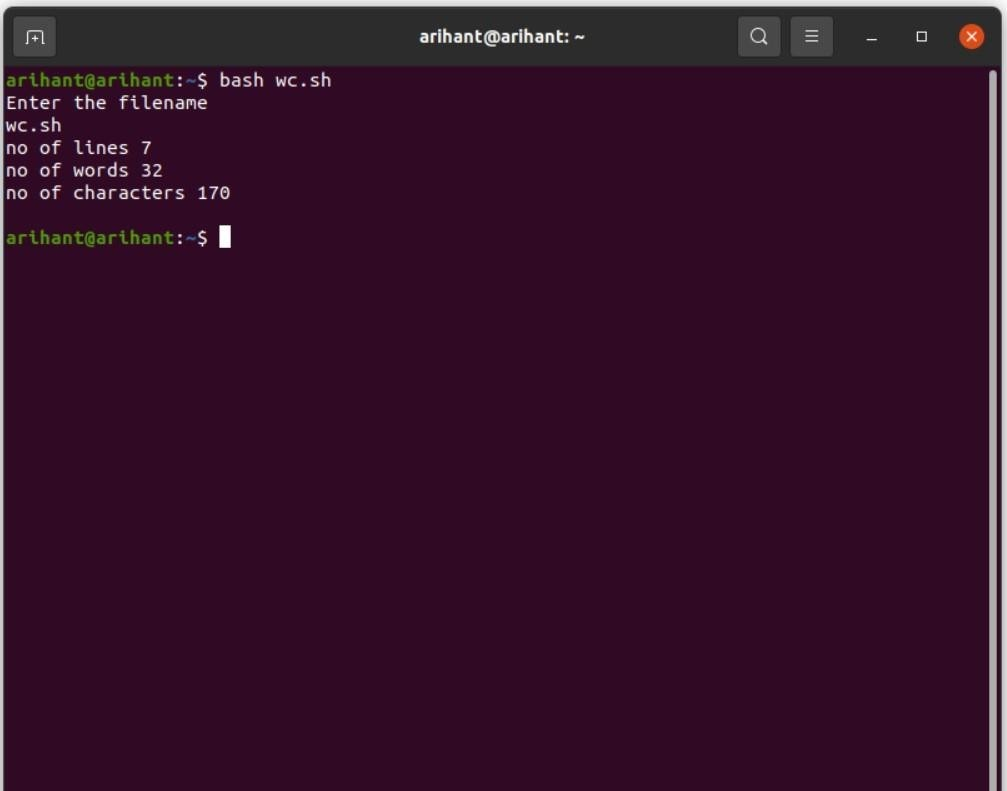 arihant@arihant: ~
arihant@arihant:~$ bash wc.sh
Enter the filename
wc.sh
no of lines 7
no of words 32
no of characters 170
arihant@arihant:~$